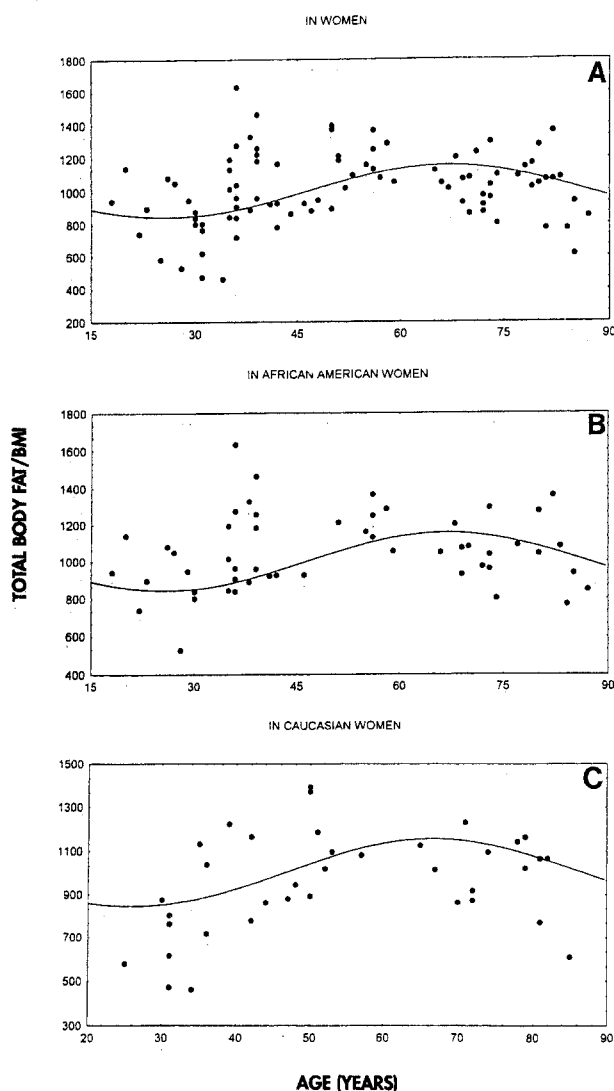 IN WOMEN
A
1800
1600
1400
1200
1000
800
600
400
200
15 30 45 60 75 90
IN AFRICAN AMERICAN WOMEN
B
1800
1600
1400
1200
1000
800
600
400
15 30 45 60 75 90
TOTAL BODY FAT/BMI
IN CAUCASIAN WOMEN
C
1500
1300
1100
900
700
500
300
20 30 40 50 60 70 80 90
AGE (YEARS)